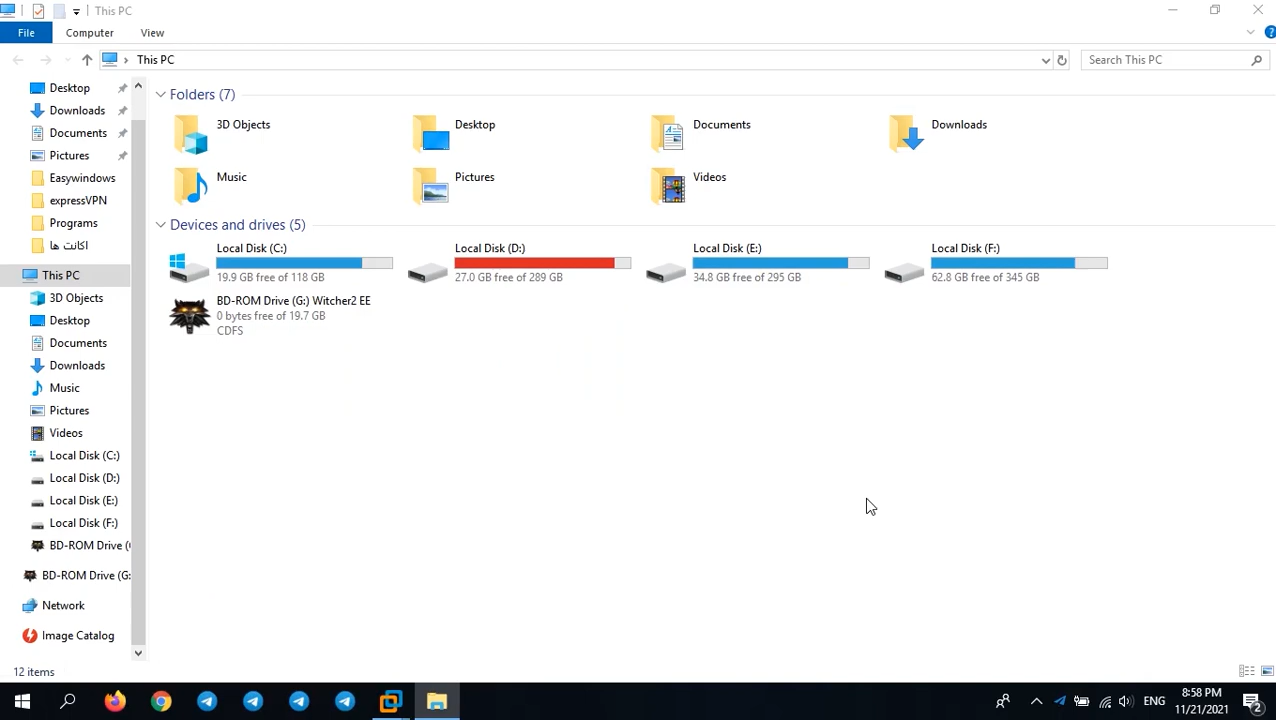 This PC
File
Computer
View
This PC
Search This PC
Desktop
Downloads
Documents
Pictures
Easywindows
expressVPN
Programs
اکانت ها
This PC
3D Objects
Desktop
Documents
Downloads
Music
Pictures
Videos
Local Disk (C:)
Local Disk (D:)
Local Disk (E:)
Local Disk (F:)
BD-ROM Drive (
BD-ROM Drive (G:
Network
Image Catalog
Folders (7)
3D Objects
Desktop
Documents
Downloads
Music
Pictures
Videos
Devices and drives (5)
Local Disk (C:)
19.9 GB free of 118 GB
Local Disk (D:)
27.0 GB free of 289 GB
Local Disk (E:)
34.8 GB free of 295 GB
Local Disk (F:)
62.8 GB free of 345 GB
BD-ROM Drive (G:) Witcher2 EE
0 bytes free of 19.7 GB
CDFS
12 items
ENG
8:58 PM
11/21/2021
2